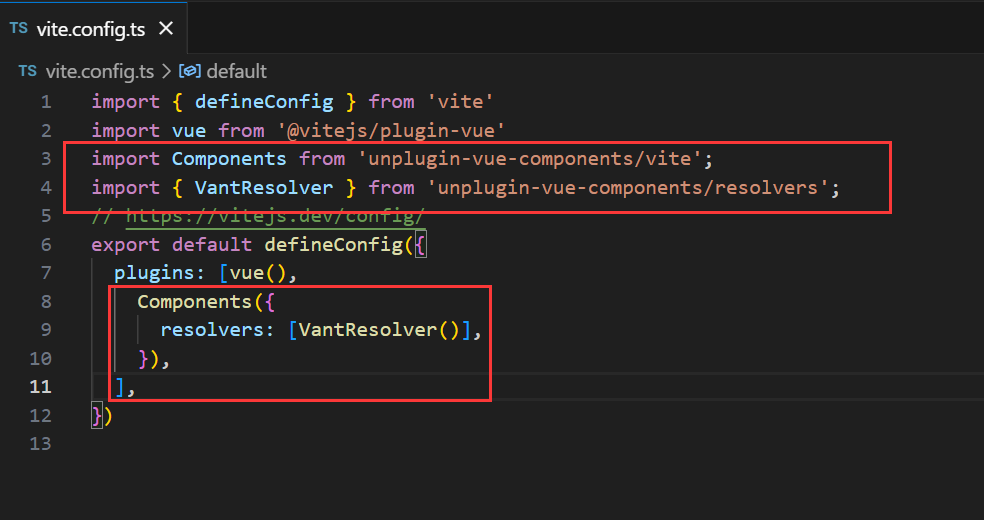 TS vite.config.ts ×
TS vite.config.ts > default
1 import { defineConfig } from 'vite'
2 import vue from '@vitejs/plugin-vue'
3 import Components from 'unplugin-vue-components/vite';
4 import { VantResolver } from 'unplugin-vue-components/resolvers';
5 // https://vitejs.dev/config/
6 export default defineConfig({
7   plugins: [vue(),
8     Components({
9       resolvers: [VantResolver()],
10     }),
11   ],
12 })
13